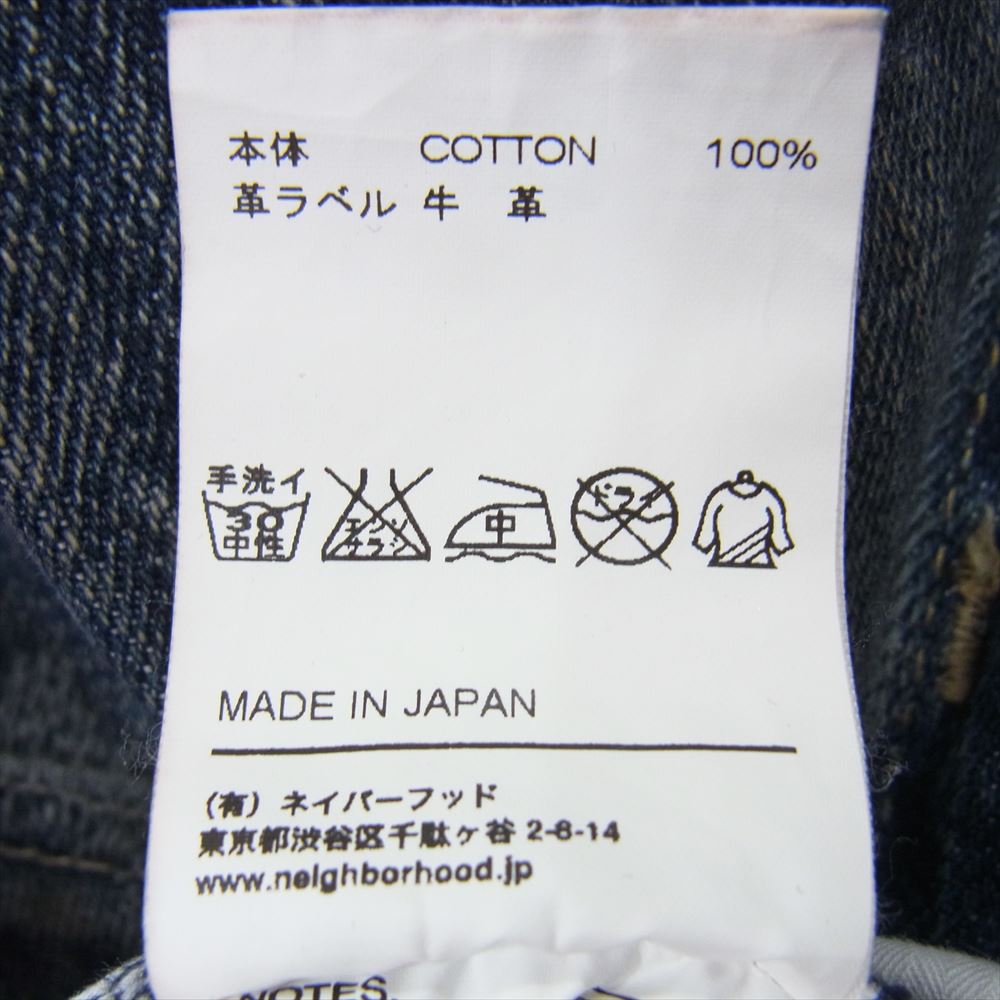 本体 COTTON 100%
革ラベル 牛 革
手洗イ
30
中性
エンソ
サラシ
中
ドライ
MADE IN JAPAN
（有）ネイバーフッド
東京都渋谷区千駄ヶ谷 2-8-14
www.neighborhood.jp
NOTES.